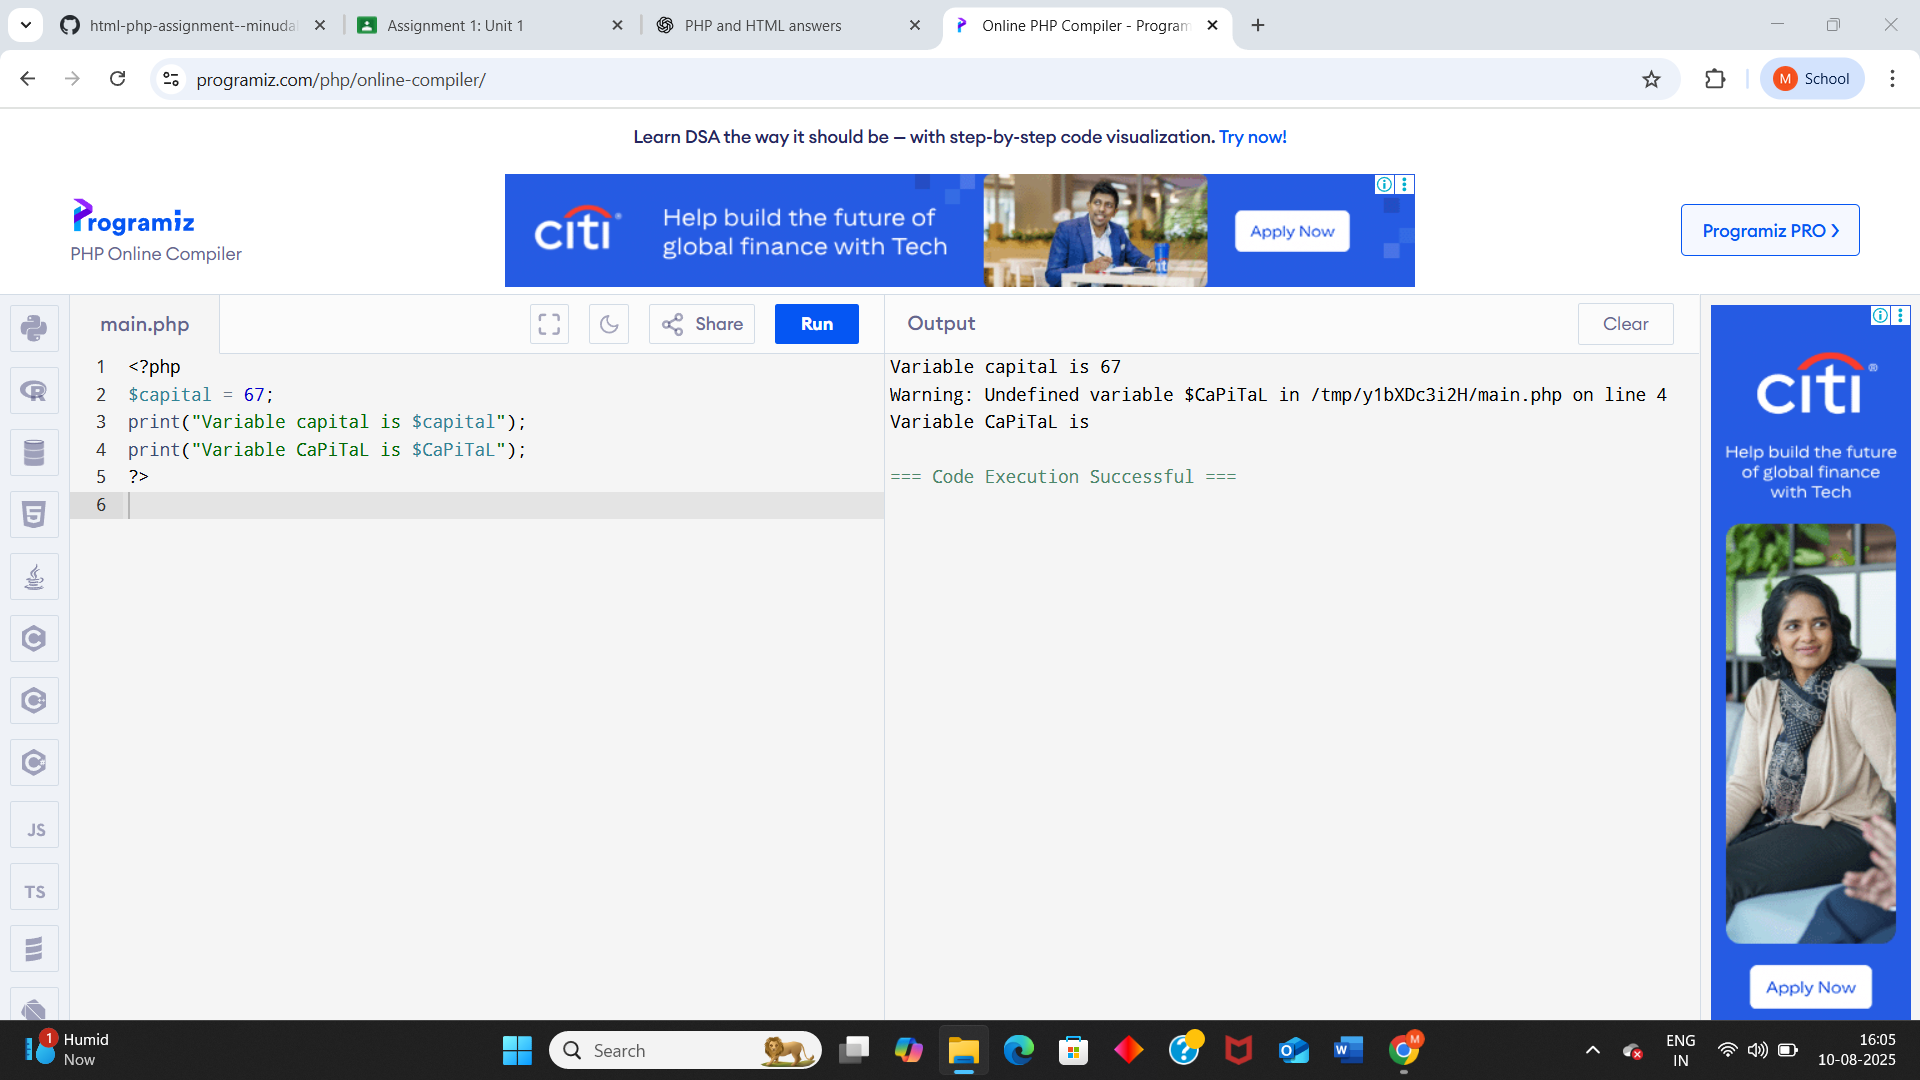 html-php-assignment--minudal
Assignment 1: Unit 1
PHP and HTML answers
Online PHP Compiler - Program
programiz.com/php/online-compiler/
M School
Learn DSA the way it should be — with step-by-step code visualization. Try now!
Programiz
PHP Online Compiler
citi
Help build the future of
global finance with Tech
Apply Now
Programiz PRO
main.php
Share
Run
Output
Clear
1 <?php
2 $capital = 67;
3 print("Variable capital is $capital");
4 print("Variable CaPiTaL is $CaPiTaL");
5 ?>
6
Variable capital is 67
Warning: Undefined variable $CaPiTaL in /tmp/y1bXDc3i2H/main.php on line 4
Variable CaPiTaL is
=== Code Execution Successful ===
citi®
Help build the future
of global finance
with Tech
Apply Now
JS
TS
1
Humid
Now
Search
M
ENG
IN
16:05
10-08-2025